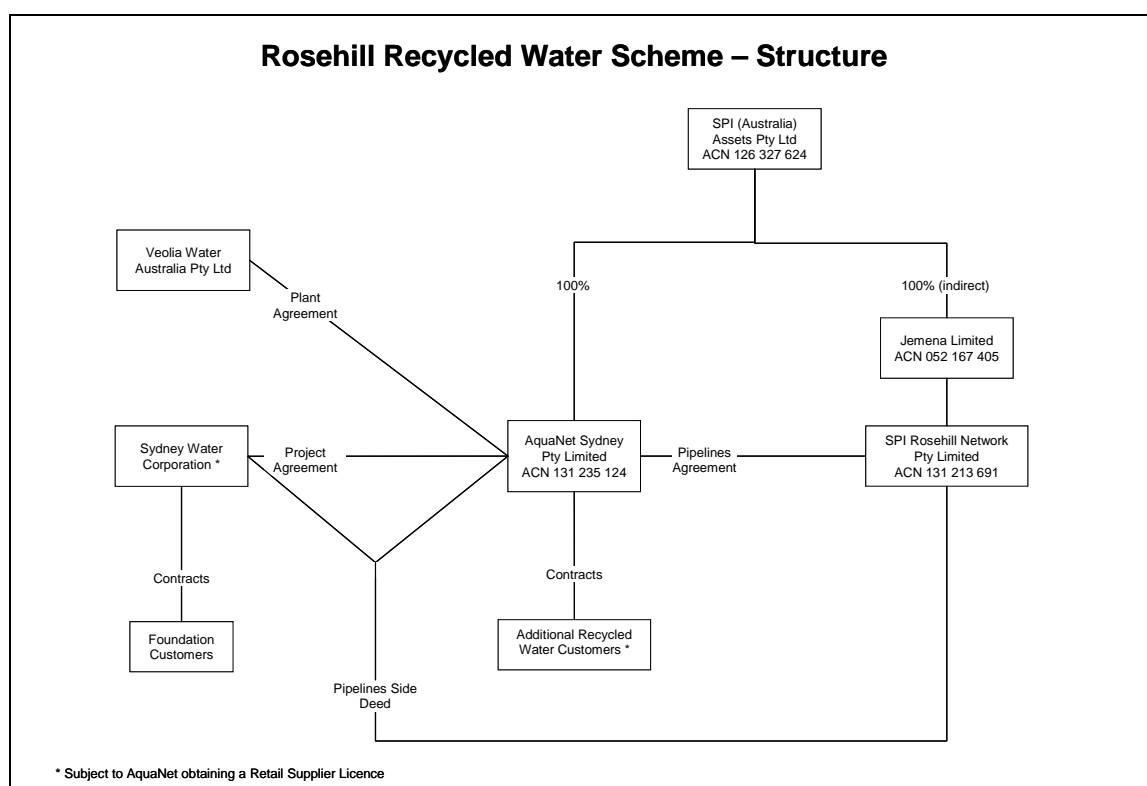 Rosehill Recycled Water Scheme – Structure
SPI (Australia)
Assets Pty Ltd
ACN 126 327 624
Veolia Water
Australia Pty Ltd
Plant
Agreement
100%
100% (indirect)
Jemena Limited
ACN 052 167 405
Sydney Water
Corporation *
Project
Agreement
AquaNet Sydney
Pty Limited
ACN 131 235 124
Pipelines
Agreement
SPI Rosehill Network
Pty Limited
ACN 131 213 691
Contracts
Contracts
Foundation
Customers
Additional Recycled
Water Customers *
Pipelines Side
Deed
* Subject to AquaNet obtaining a Retail Supplier Licence